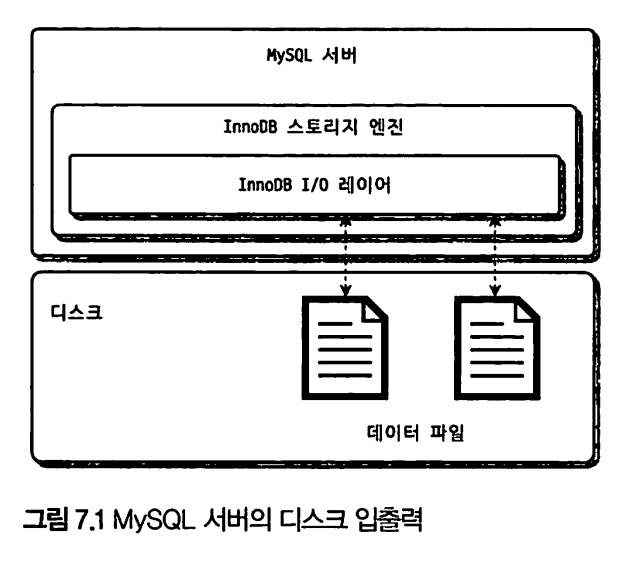 MySQL 서버
InnoDB 스토리지 엔진
InnoDB I/O 레이어
디스크
데이터 파일
그림 7.1 MySQL 서버의 디스크 입출력